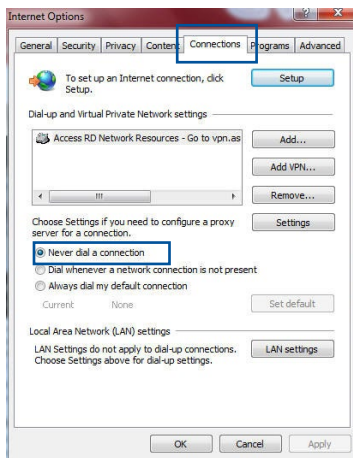 Internet Options
General Security Privacy Content Connections Programs Advanced
To set up an Internet connection, click Setup.
Setup
Dial-up and Virtual Private Network settings
Access RD Network Resources - Go to vpn.as
Add...
Add VPN...
Remove...
Choose Settings if you need to configure a proxy
server for a connection.
Settings
Never dial a connection
Dial whenever a network connection is not present
Always dial my default connection
Current None
Set default
Local Area Network (LAN) settings
LAN Settings do not apply to dial-up connections.
Choose Settings above for dial-up settings.
LAN settings
OK Cancel Apply